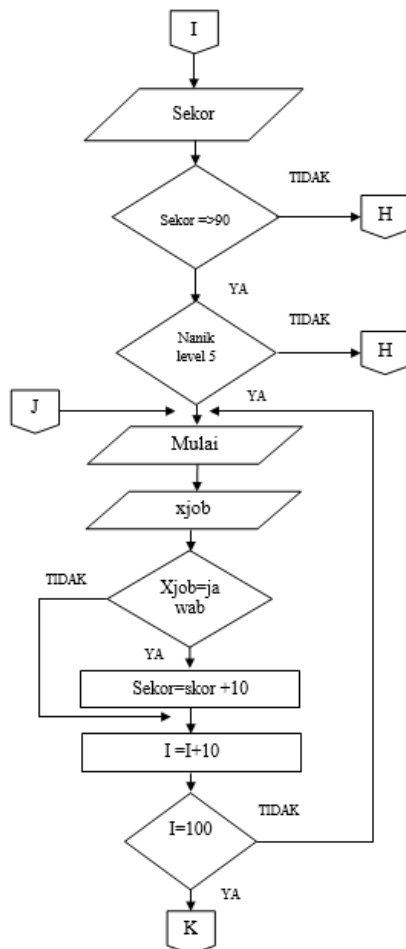 I
Sekor
TIDAK
Sekor =>90
H
YA
TIDAK
Nanik
level 5
H
J
YA
Mulai
xjob
TIDAK
Xjob=ja
wab
YA
Sekor=skor +10
I =I+10
I=100
TIDAK
YA
K